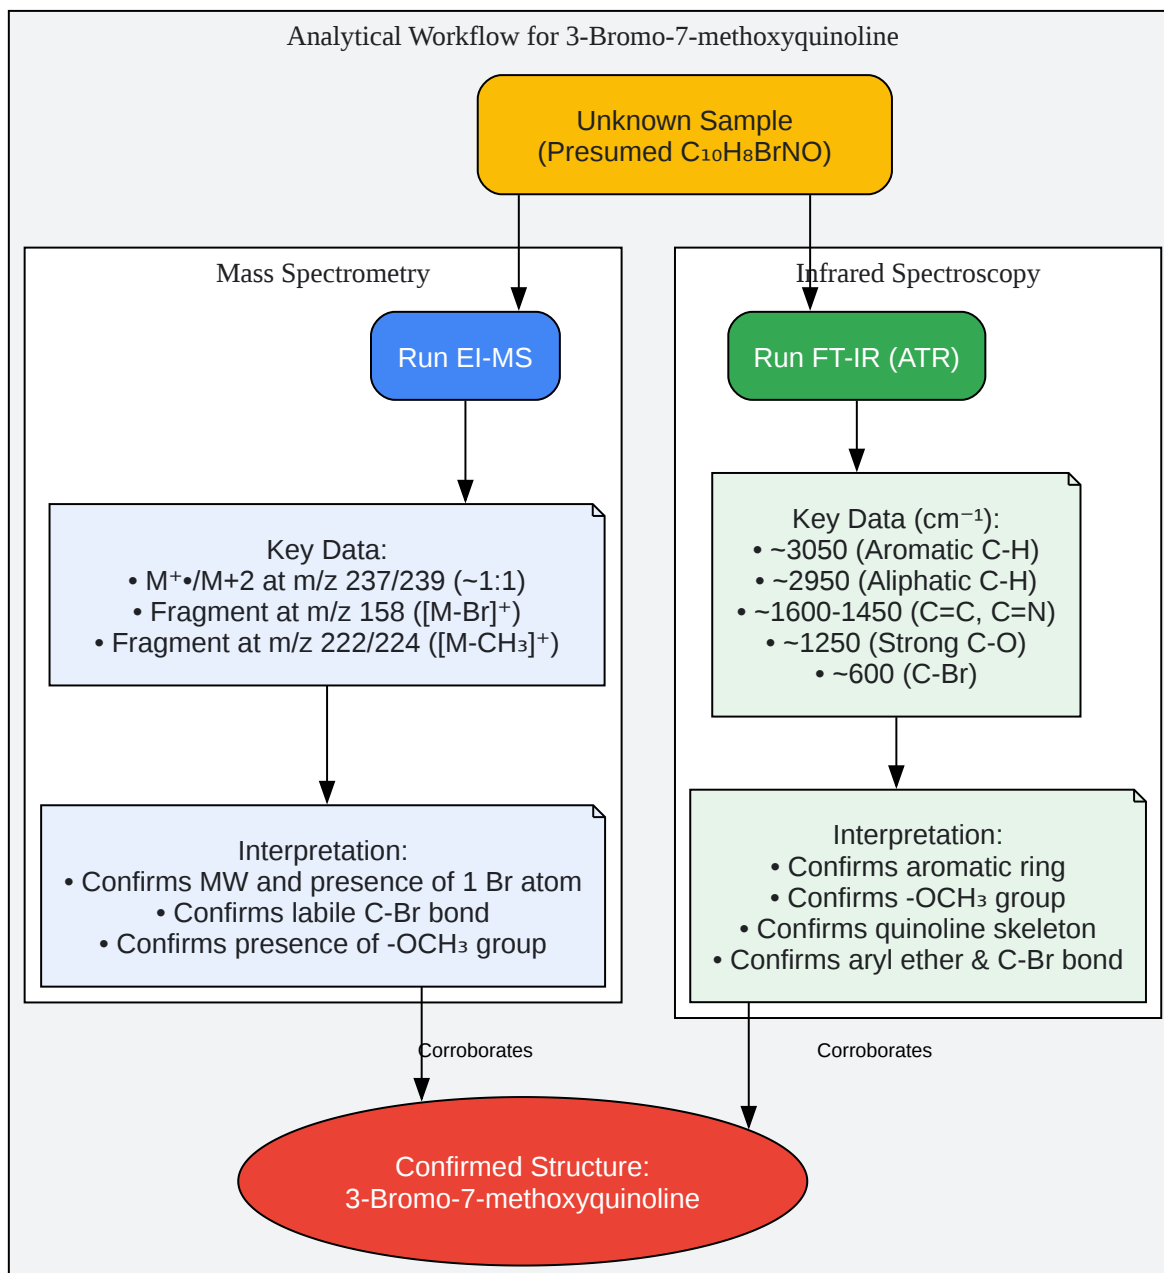 Analytical Workflow for 3-Bromo-7-methoxyquinoline
Unknown Sample
(Presumed C₁₀H₈BrNO)
Mass Spectrometry
Run EI-MS
Key Data:
• M⁺•/M+2 at m/z 237/239 (~1:1)
• Fragment at m/z 158 ([M-Br]⁺)
• Fragment at m/z 222/224 ([M-CH₃]⁺)
Interpretation:
• Confirms MW and presence of 1 Br atom
• Confirms labile C-Br bond
• Confirms presence of -OCH₃ group
Infrared Spectroscopy
Run FT-IR (ATR)
Key Data (cm⁻¹):
• ~3050 (Aromatic C-H)
• ~2950 (Aliphatic C-H)
• ~1600-1450 (C=C, C=N)
• ~1250 (Strong C-O)
• ~600 (C-Br)
Interpretation:
• Confirms aromatic ring
• Confirms -OCH₃ group
• Confirms quinoline skeleton
• Confirms aryl ether & C-Br bond
Corroborates
Corroborates
Confirmed Structure:
3-Bromo-7-methoxyquinoline